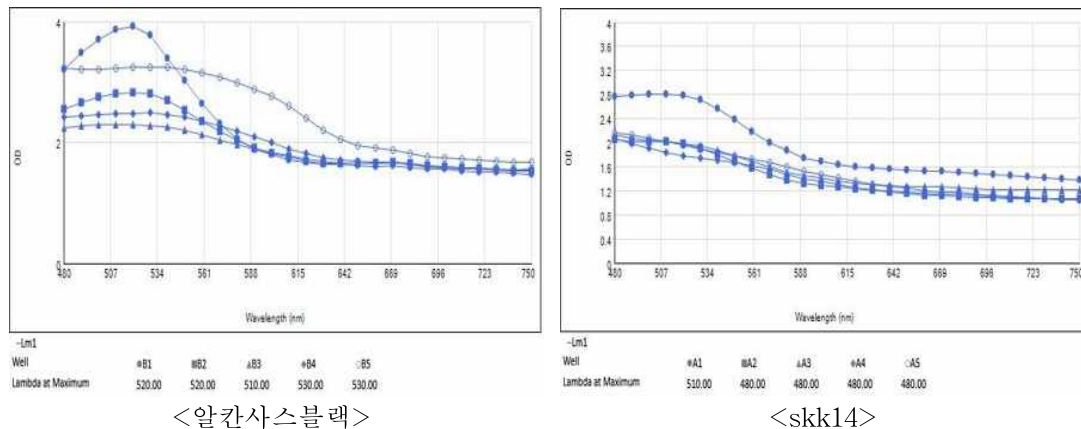 4
2
0
OD
480 507 534 561 588 615 642 669 696 723 750
Wavelength (nm)
~Lm1
Well ●B1 ■B2 ▲B3 ◆B4 ○B5
Lambda at Maximum 520.00 520.00 510.00 530.00 530.00
<알칸사스블랙>
4
3.6
3.2
2.8
2.4
2
1.6
1.2
0.8
0.4
0
OD
480 507 534 561 588 615 642 669 696 723 750
Wavelength (nm)
~Lm1
Well ●A1 ■A2 ▲A3 ◆A4 ○A5
Lambda at Maximum 510.00 480.00 480.00 480.00 480.00
<skk14>